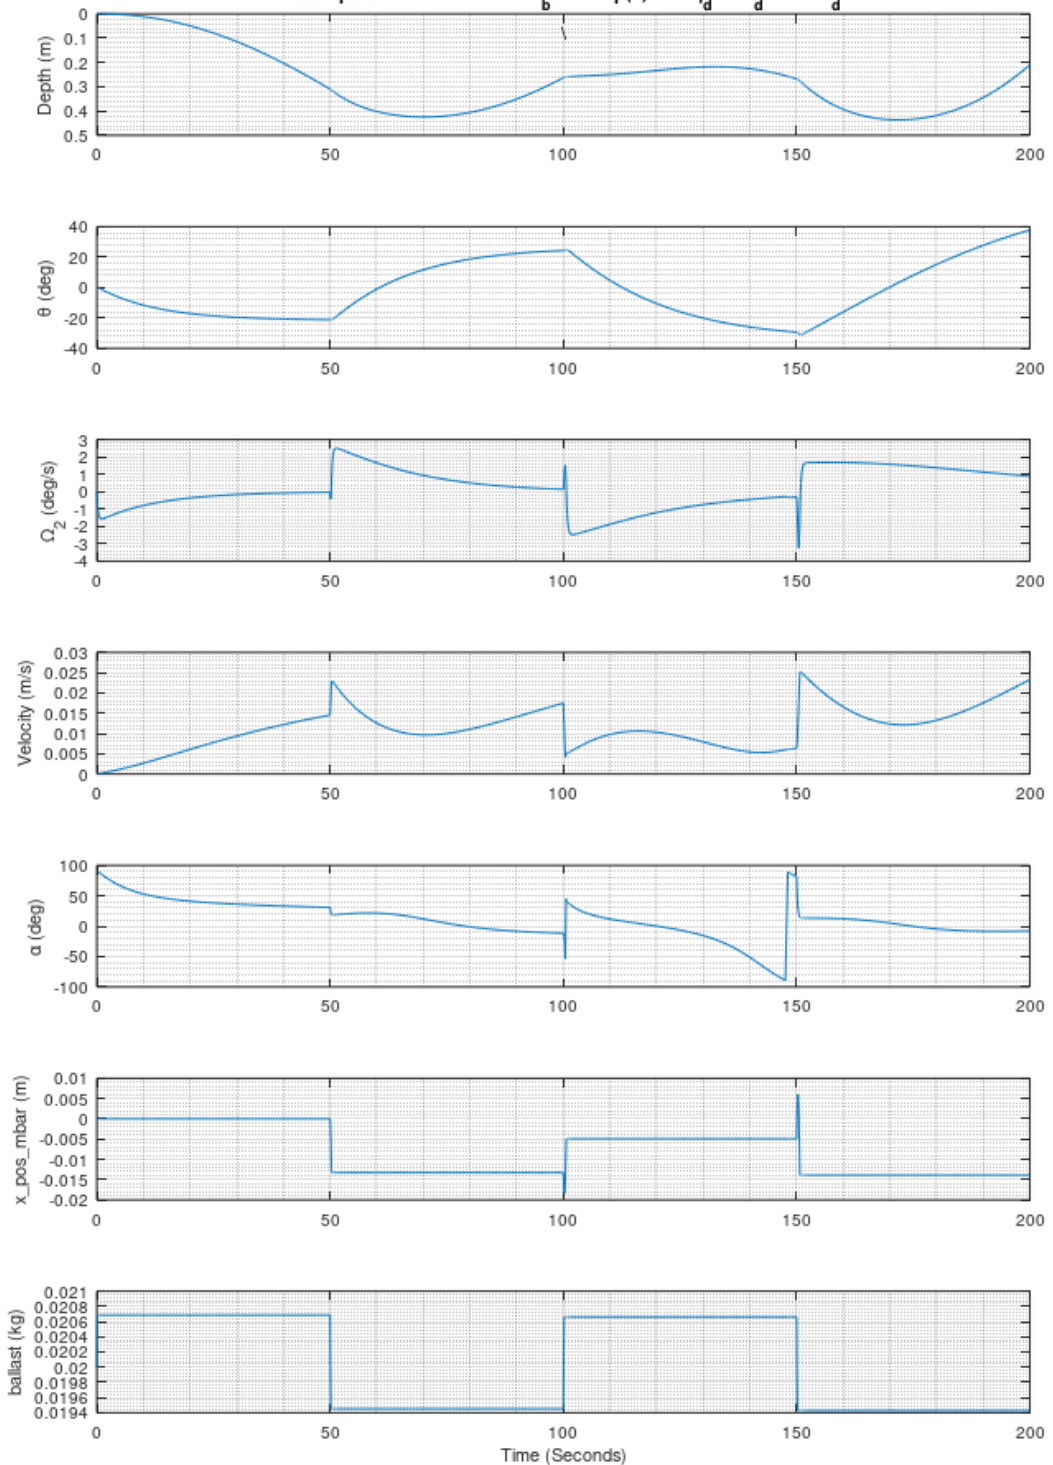 b d d d
0
0.1
0.2
0.3
0.4
0.5
Depth (m)
0 50 100 150 200
40
20
0
-20
-40
θ (deg)
0 50 100 150 200
3
2
1
0
-1
-2
-3
-4
Ω2 (deg/s)
0 50 100 150 200
0.03
0.025
0.02
0.015
0.01
0.005
0
Velocity (m/s)
0 50 100 150 200
100
50
0
-50
-100
α (deg)
0 50 100 150 200
0.01
0.005
0
-0.005
-0.01
-0.015
-0.02
x_pos_mbar (m)
0 50 100 150 200
0.021
0.0208
0.0206
0.0204
0.0202
0.02
0.0198
0.0196
0.0194
ballast (kg)
0 50 100 150 200
Time (Seconds)